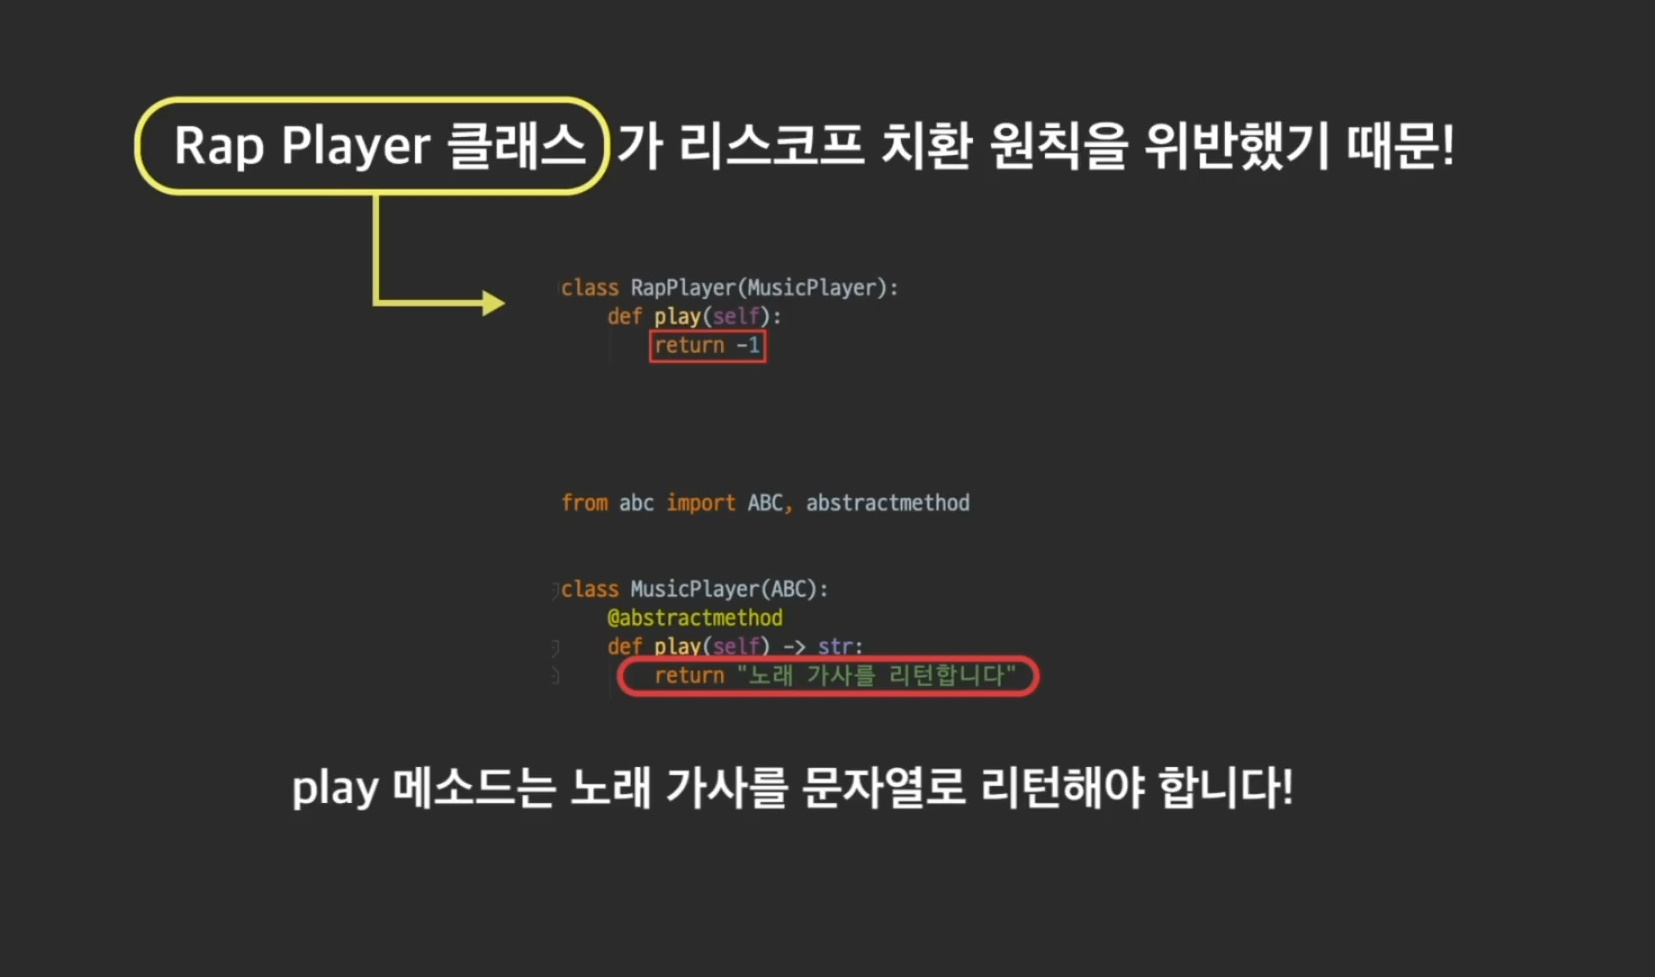 Rap Player 클래스가 리스코프 치환 원칙을 위반했기 때문!
class RapPlayer(MusicPlayer):
def play(self):
return -1
from abc import ABC, abstractmethod
class MusicPlayer(ABC):
@abstractmethod
def play(self) -> str:
return "노래 가사를 리턴합니다"
play 메소드는 노래 가사를 문자열로 리턴해야 합니다!